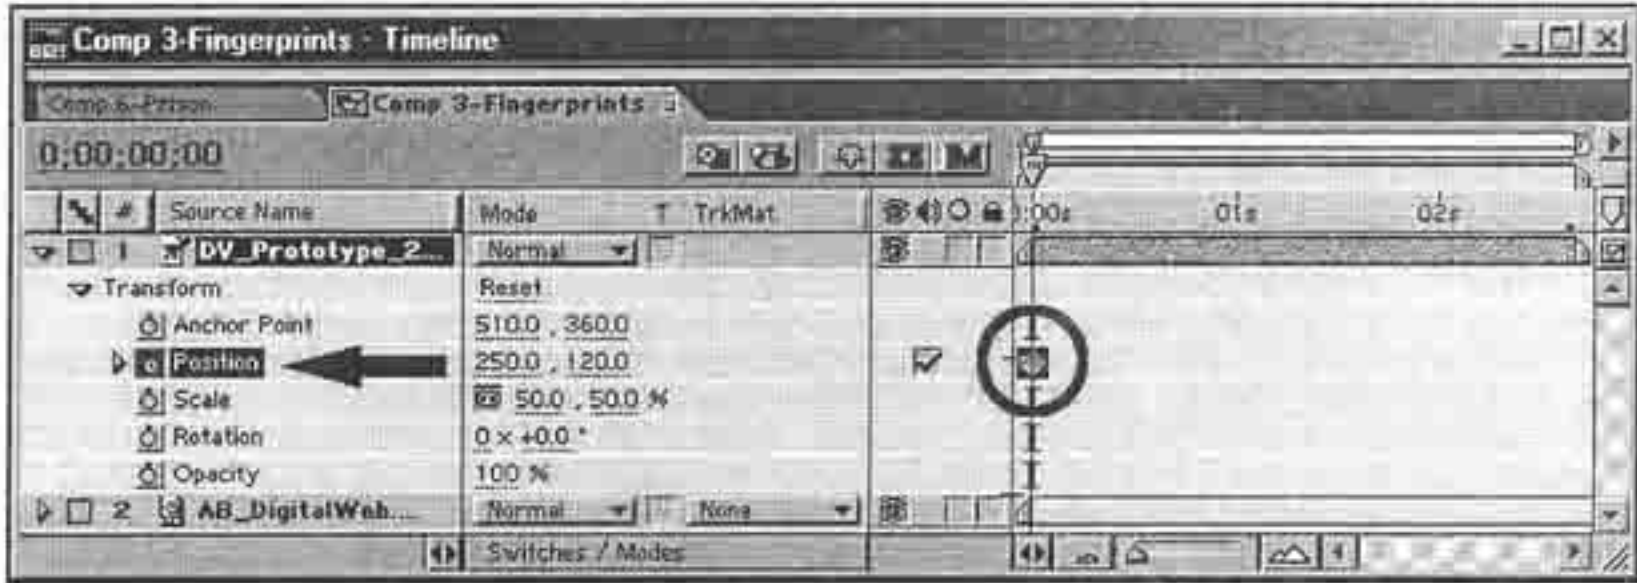 Comp 3-Fingerprints · Timeline
Comp 6-Prison Comp 3-Fingerprints
0;00;00;00
# Source Name Mode T TrkMat :00s 01s 02s
1 DV_Prototype_2... Normal
Transform Reset
Anchor Point 510.0 , 360.0
Position 250.0 , 120.0
Scale 50.0 , 50.0 %
Rotation 0 x +0.0 °
Opacity 100 %
2 AB_DigitalWeb... Normal None
Switches / Modes